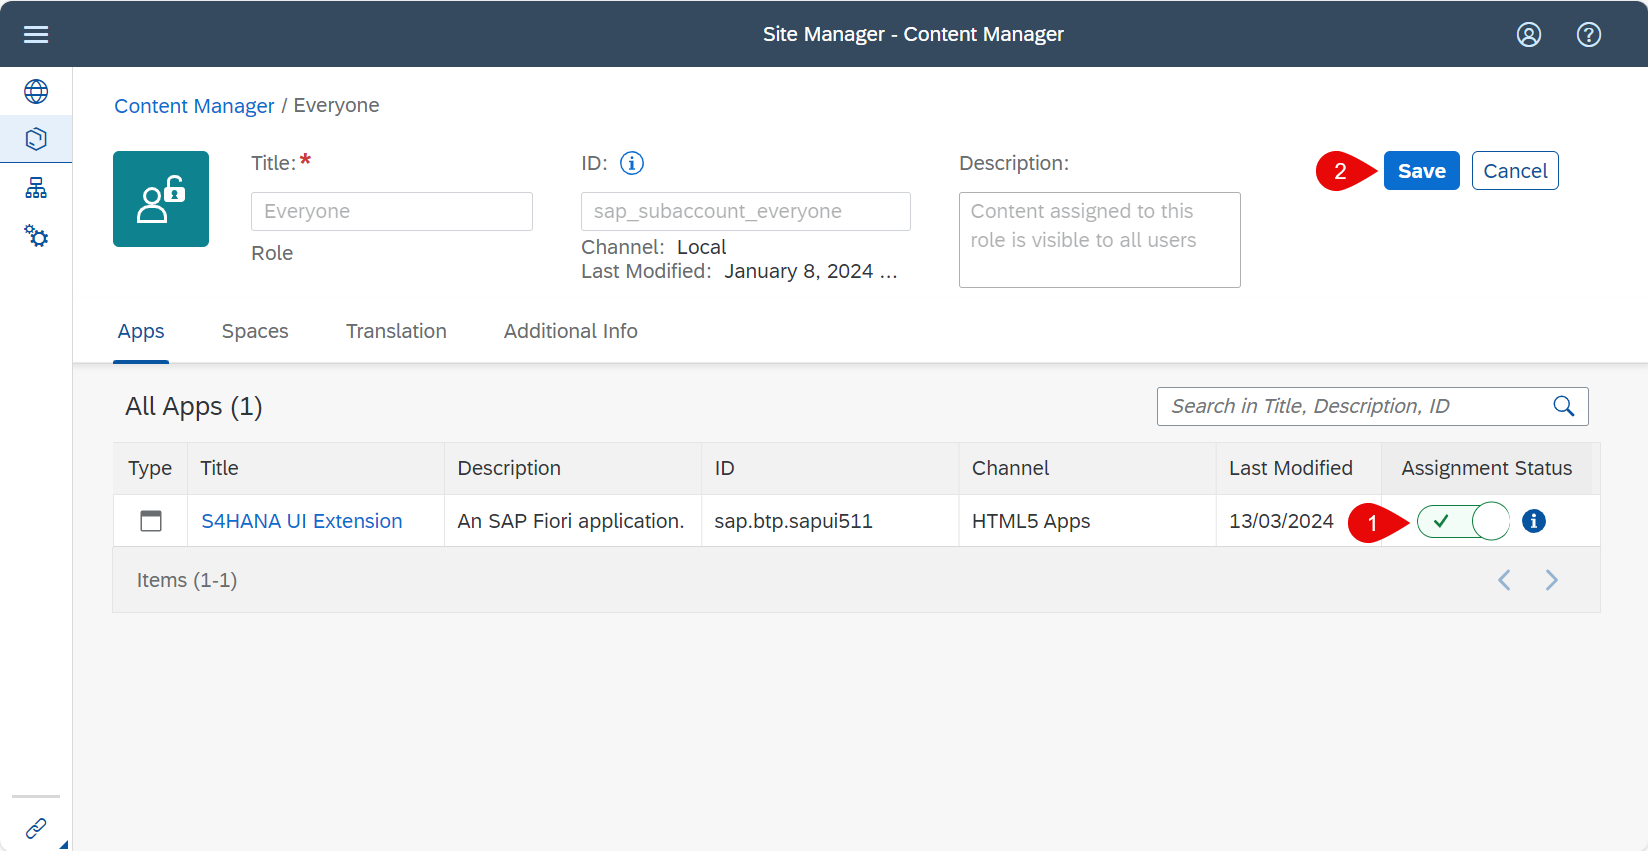 Site Manager - Content Manager
Content Manager / Everyone
Title:*
Everyone
Role
ID:
sap_subaccount_everyone
Channel: Local
Last Modified: January 8, 2024 ...
Description:
Content assigned to this
role is visible to all users
2
Save
Cancel
Apps
Spaces
Translation
Additional Info
All Apps (1)
Search in Title, Description, ID
Type Title Description ID Channel Last Modified Assignment Status
S4HANA UI Extension An SAP Fiori application. sap.btp.sapui511 HTML5 Apps 13/03/2024 1
Items (1-1)